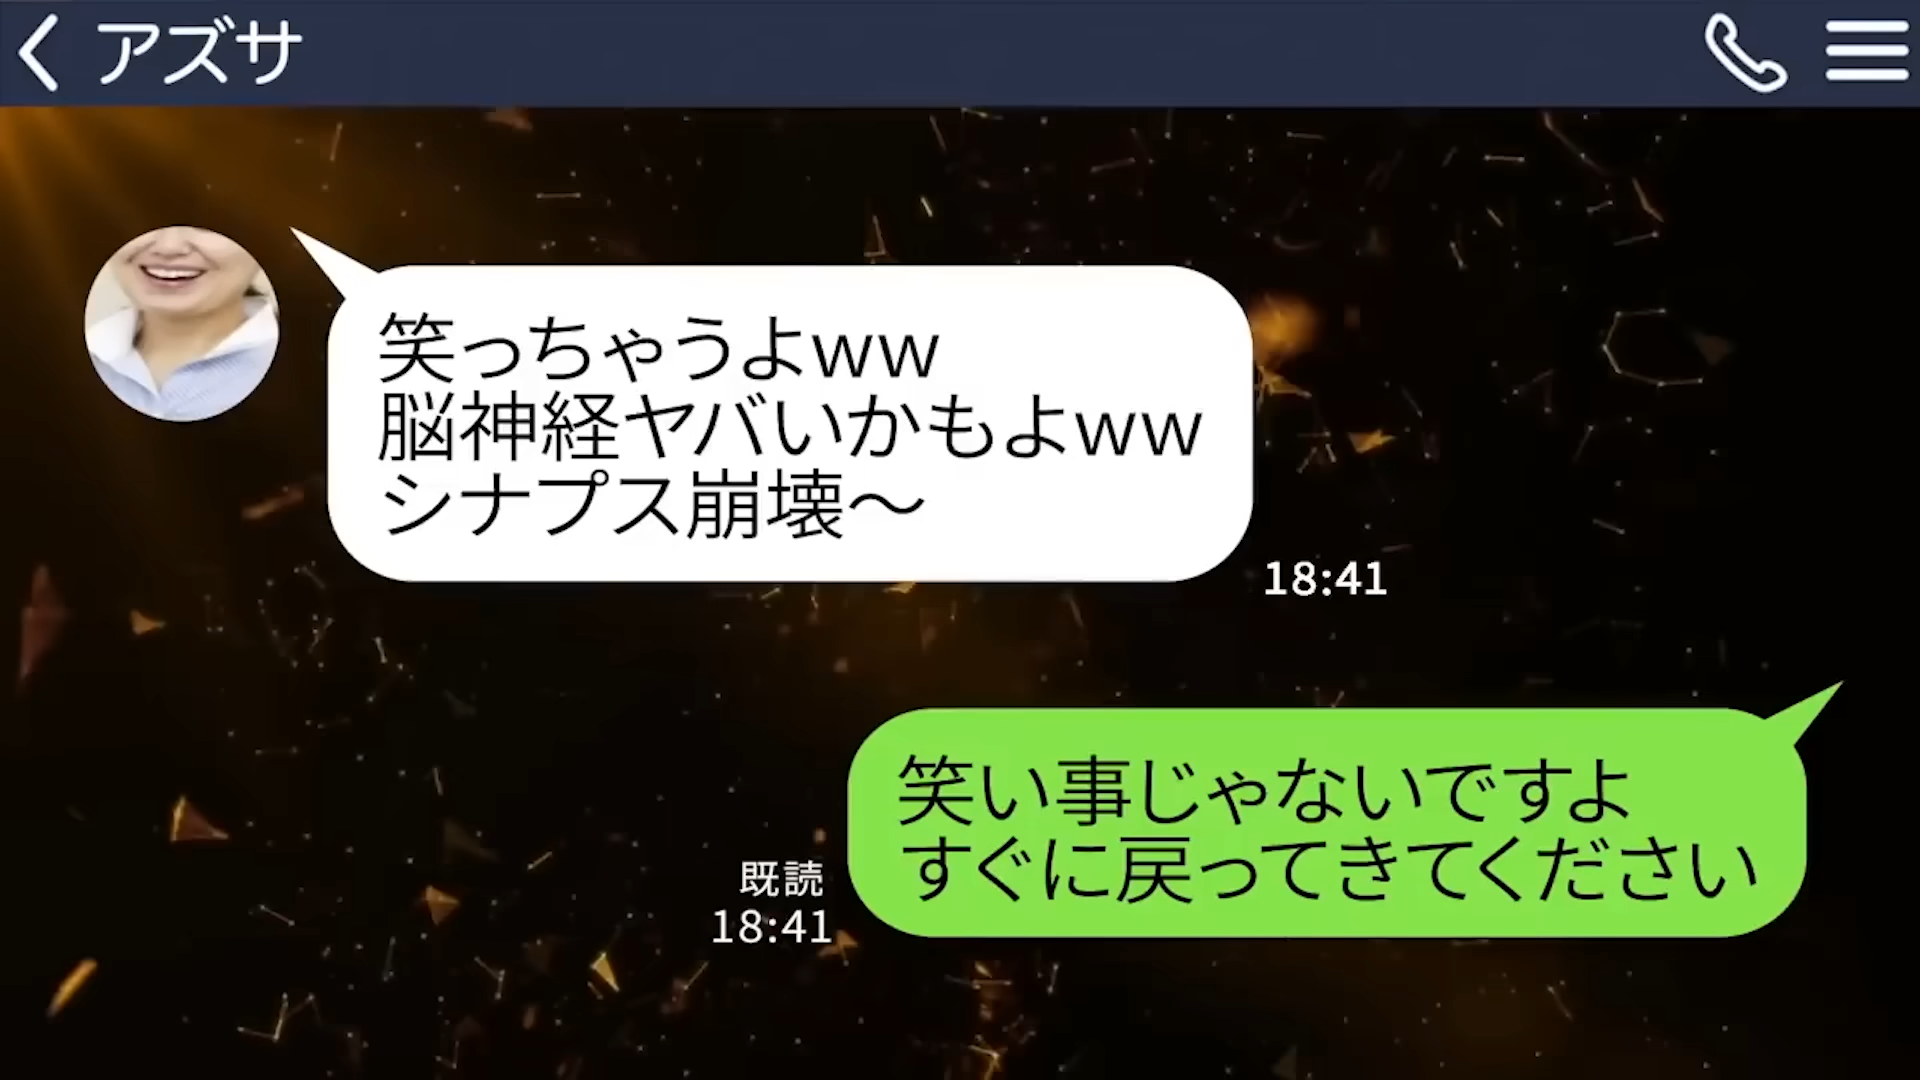 アズサ
笑っちゃうよww
脳神経ヤバいかもよww
シナプス崩壊～
18:41
笑い事じゃないですよ
すぐに戻ってきてください
既読
18:41